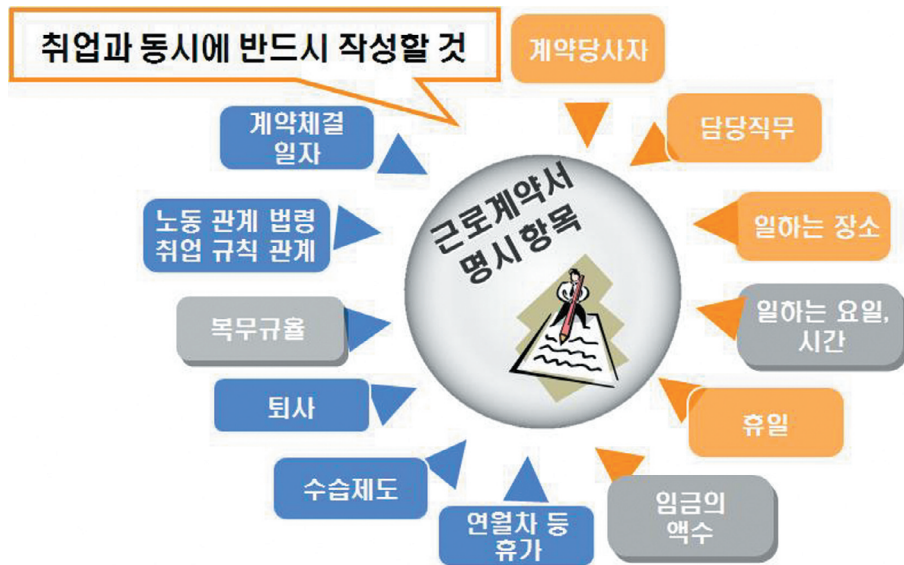 취업과 동시에 반드시 작성할 것
계약당사자
담당직무
일하는 장소
일하는 요일,
시간
휴일
임금의
액수
연월차 등
휴가
수습제도
퇴사
복무규율
노동 관계 법령
취업 규칙 관계
계약체결
일자
근로계약서
명시항목